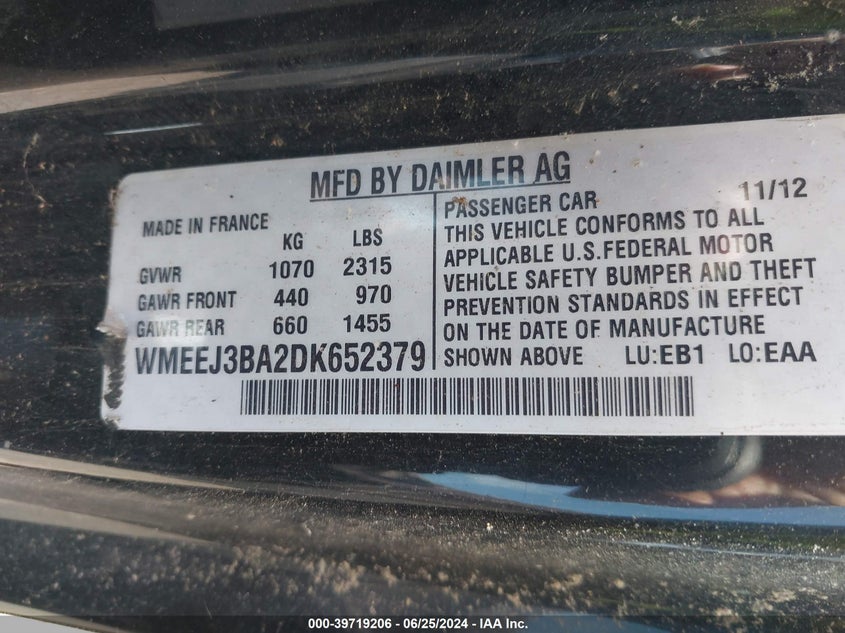 MFD BY DAIMLER AG
MADE IN FRANCE
KG LBS
GVWR 1070 2315
GAWR FRONT 440 970
GAWR REAR 660 1455
WMEEJ3BA2DK652379
PASSENGER CAR 11/12
THIS VEHICLE CONFORMS TO ALL
APPLICABLE U.S.FEDERAL MOTOR
VEHICLE SAFETY BUMPER AND THEFT
PREVENTION STANDARDS IN EFFECT
ON THE DATE OF MANUFACTURE
SHOWN ABOVE LU:EB1 LO:EAA
000-39719206 - 06/25/2024 - IAA Inc.